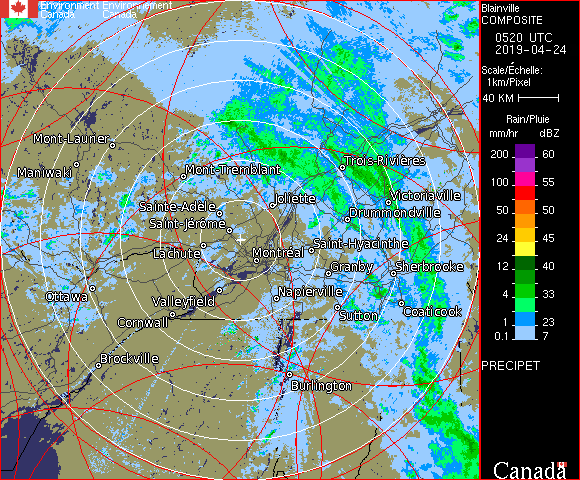 Environment Environnement
Canada Canada
Mont-Laurier
Maniwaki
Mont-Tremblant
Trois-Rivières
Joliette
Victoriaville
Sainte-Adèle
Drummondville
Saint-Jérôme
Lachute
Montréal
Saint-Hyacinthe
Granby
Sherbrooke
Ottawa
Valleyfield
Napierville
Sutton
Coaticook
Cornwall
Brockville
Burlington
Blainville
COMPOSITE
0520 UTC
2019-04-24
Scale/Échelle:
1km/Pixel
40 KM
Rain/Pluie
mm/hr dBZ
200 60
100 55
50 50
24 45
12 40
4 33
1 23
0.1 7
PRECIPET
Canada